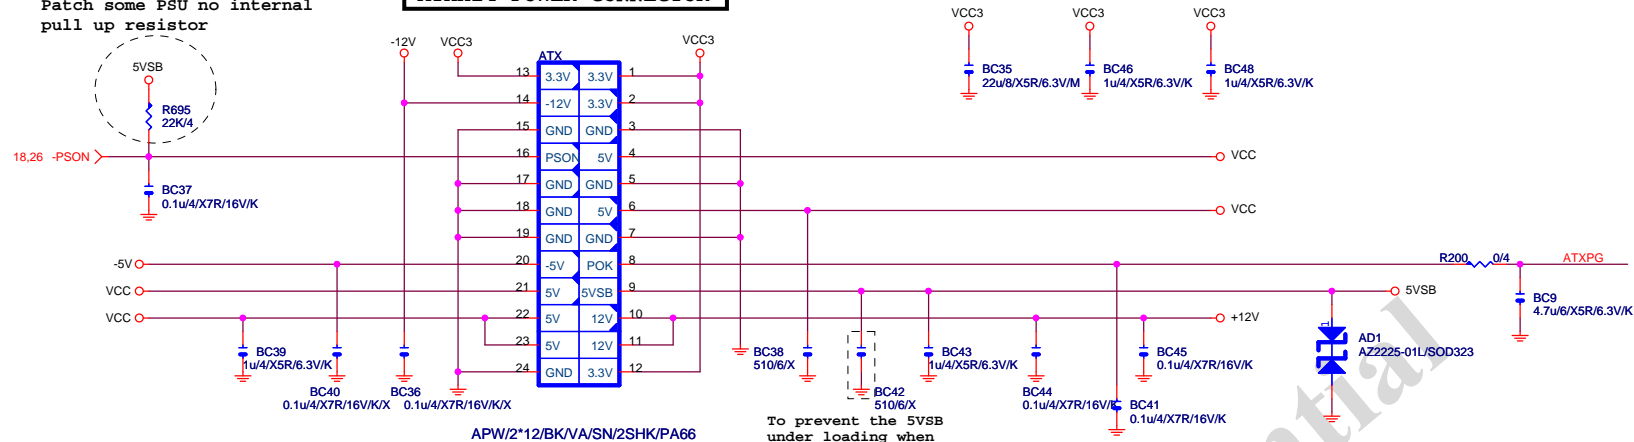 Patch some PSU no internal
pull up resistor
5VSB
R695
22K/4
18,26 -PSON
BC37
0.1u/4/X7R/16V/K
-12V
VCC3
VCC3
ATX
13 3.3V 3.3V 1
14 -12V 3.3V 2
15 GND GND 3
16 PSON 5V 4
17 GND GND 5
18 GND 5V 6
19 GND GND 7
20 -5V POK 8
21 5V 5VSB 9
22 5V 12V 10
23 5V 12V 11
24 GND 3.3V 12
APW/2*12/BK/VA/SN/2SHK/PA66
-5V
VCC
VCC
BC39
1u/4/X5R/6.3V/K
BC40
0.1u/4/X7R/16V/K/X
BC36
0.1u/4/X7R/16V/K/X
VCC3
BC35
22u/8/X5R/6.3V/M
VCC3
BC46
1u/4/X5R/6.3V/K
VCC3
BC48
1u/4/X5R/6.3V/K
VCC
VCC
R200 0/4
ATXPG
BC9
4.7u/6/X5R/6.3V/K
5VSB
+12V
BC38
510/6/X
BC42
510/6/X
To prevent the 5VSB
under loading when
BC43
1u/4/X5R/6.3V/K
BC44
0.1u/4/X7R/16V/K
BC41
0.1u/4/X7R/16V/K
BC45
0.1u/4/X7R/16V/K
1
AD1
AZ2225-01L/SOD323